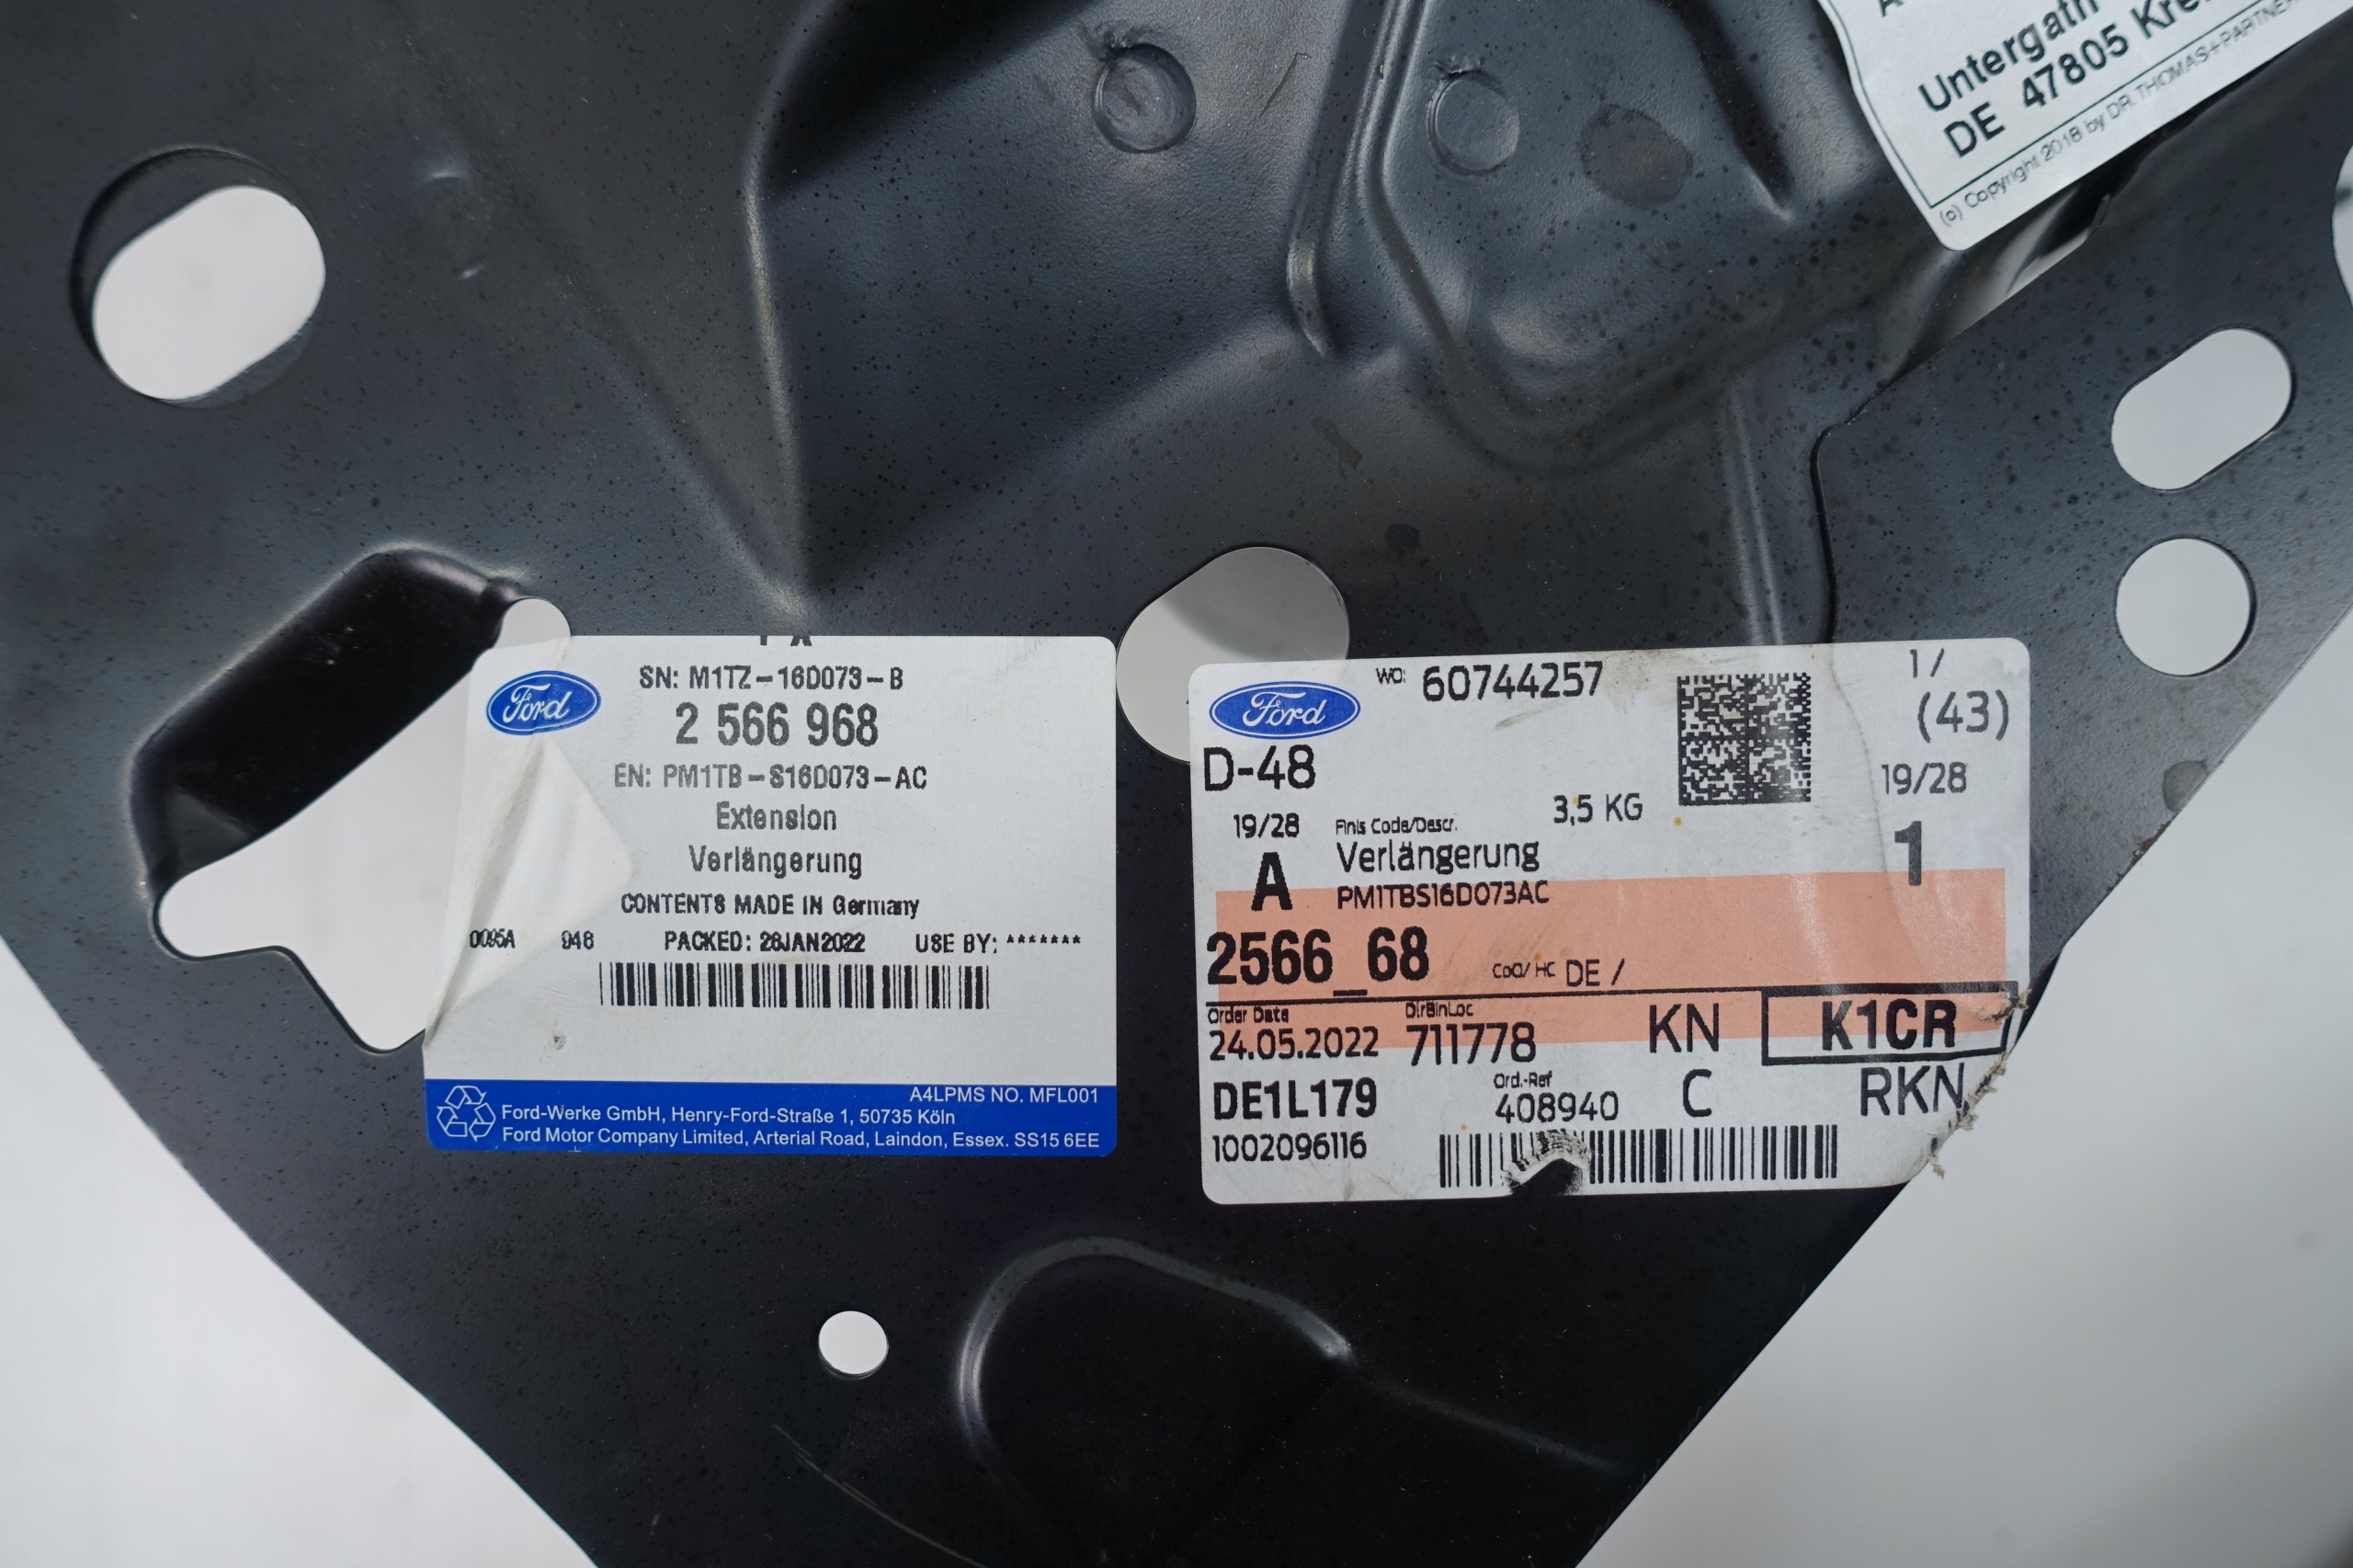 Untergath
DE 47805
(c) Copyright 2018 by DR.THOMAS+PARTNER
SN: M1TZ-16D073-B
Ford
2 566 968
EN: PM1TB-S16D073-AC
Extension
Verlängerung
CONTENTS MADE IN Germany
0095A 948 PACKED: 28JAN2022 USE BY: *******
A4LPMS NO. MFL001
Ford-Werke GmbH, Henry-Ford-Straße 1, 50735 Köln
Ford Motor Company Limited, Arterial Road, Laindon, Essex. SS15 6EE
Ford WO: 60744257 1/
(43)
D-48
19/28 Finis Code/Descr. 3,5 KG 19/28
A Verlängerung 1
PM1TBS16D073AC
2566_68 CoO/HC DE /
Order Date DlrBinLoc
24.05.2022 711778 KN K1CR
DE1L179 Ord.-Ref 408940 C RKN
1002096116